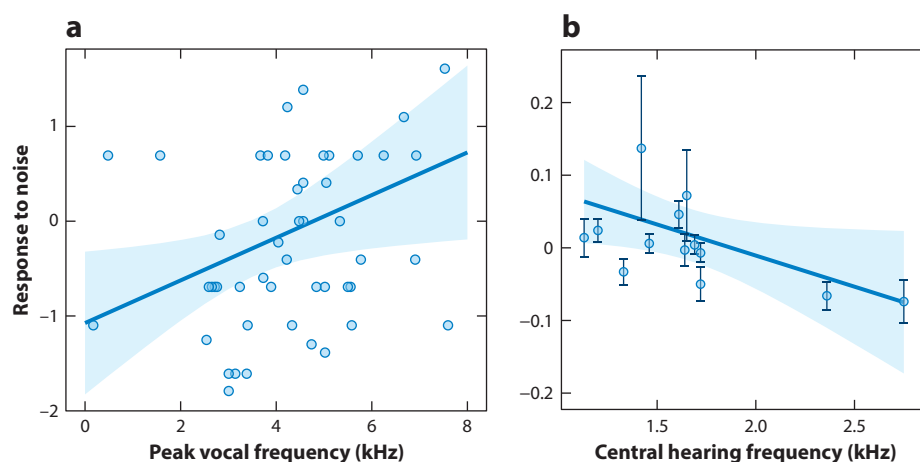 a
Response to noise
1
0
−1
−2
0 2 4 6 8
Peak vocal frequency (kHz)
b
0.2
0.1
0
−0.1
−0.2
1.5 2.0 2.5
Central hearing frequency (kHz)